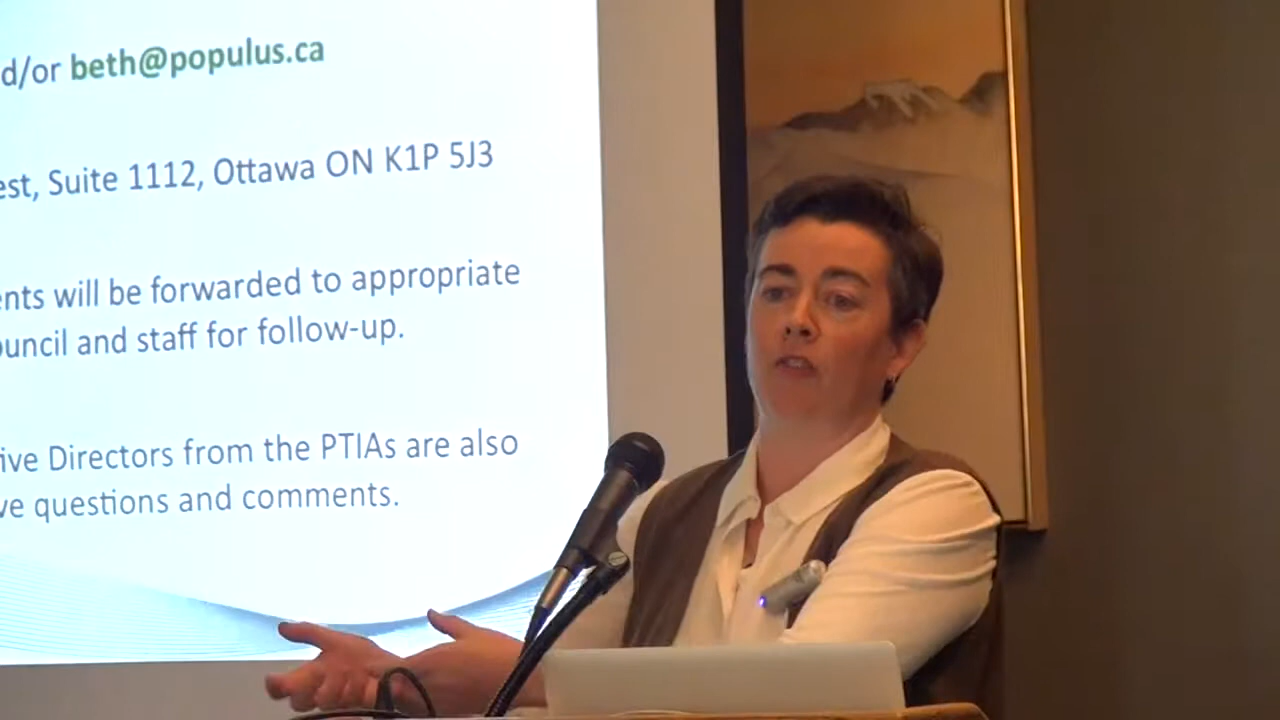 d/or beth@populus.ca
est, Suite 1112, Ottawa ON K1P 5J3
ents will be forwarded to appropriate
ouncil and staff for follow-up.
ive Directors from the PTIAs are also
ve questions and comments.